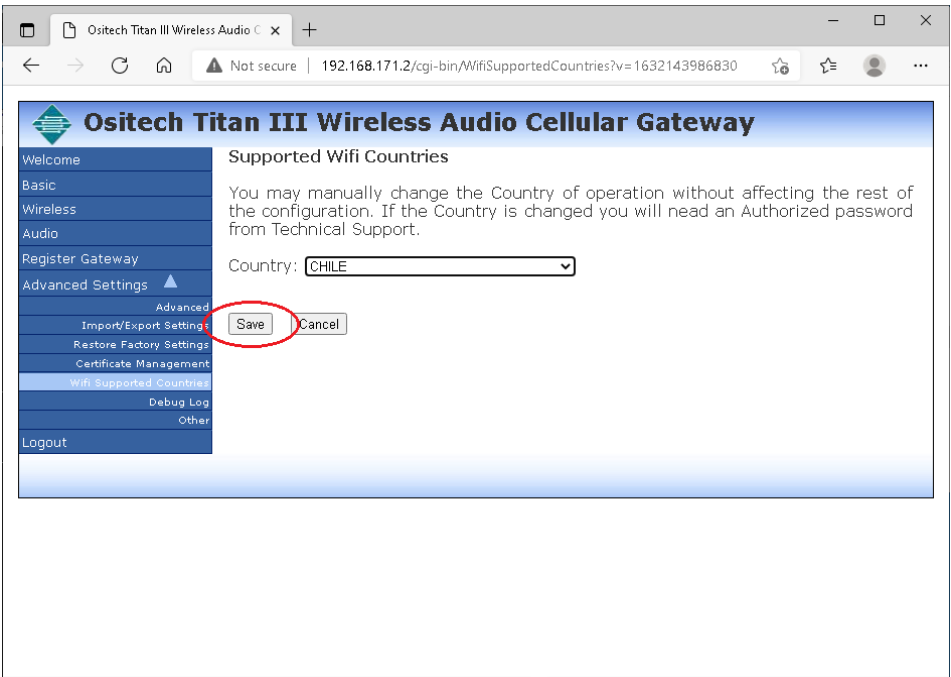 Ositech Titan III Wireless Audio C
Not secure | 192.168.171.2/cgi-bin/WifiSupportedCountries?v=1632143986830
Ositech Titan III Wireless Audio Cellular Gateway
Welcome
Basic
Wireless
Audio
Register Gateway
Advanced Settings
Advanced
Import/Export Settings
Restore Factory Settings
Certificate Management
Wifi Supported Countries
Debug Log
Other
Logout
Supported Wifi Countries
You may manually change the Country of operation without affecting the rest of
the configuration. If the Country is changed you will nead an Authorized password
from Technical Support.
Country: CHILE
Save Cancel